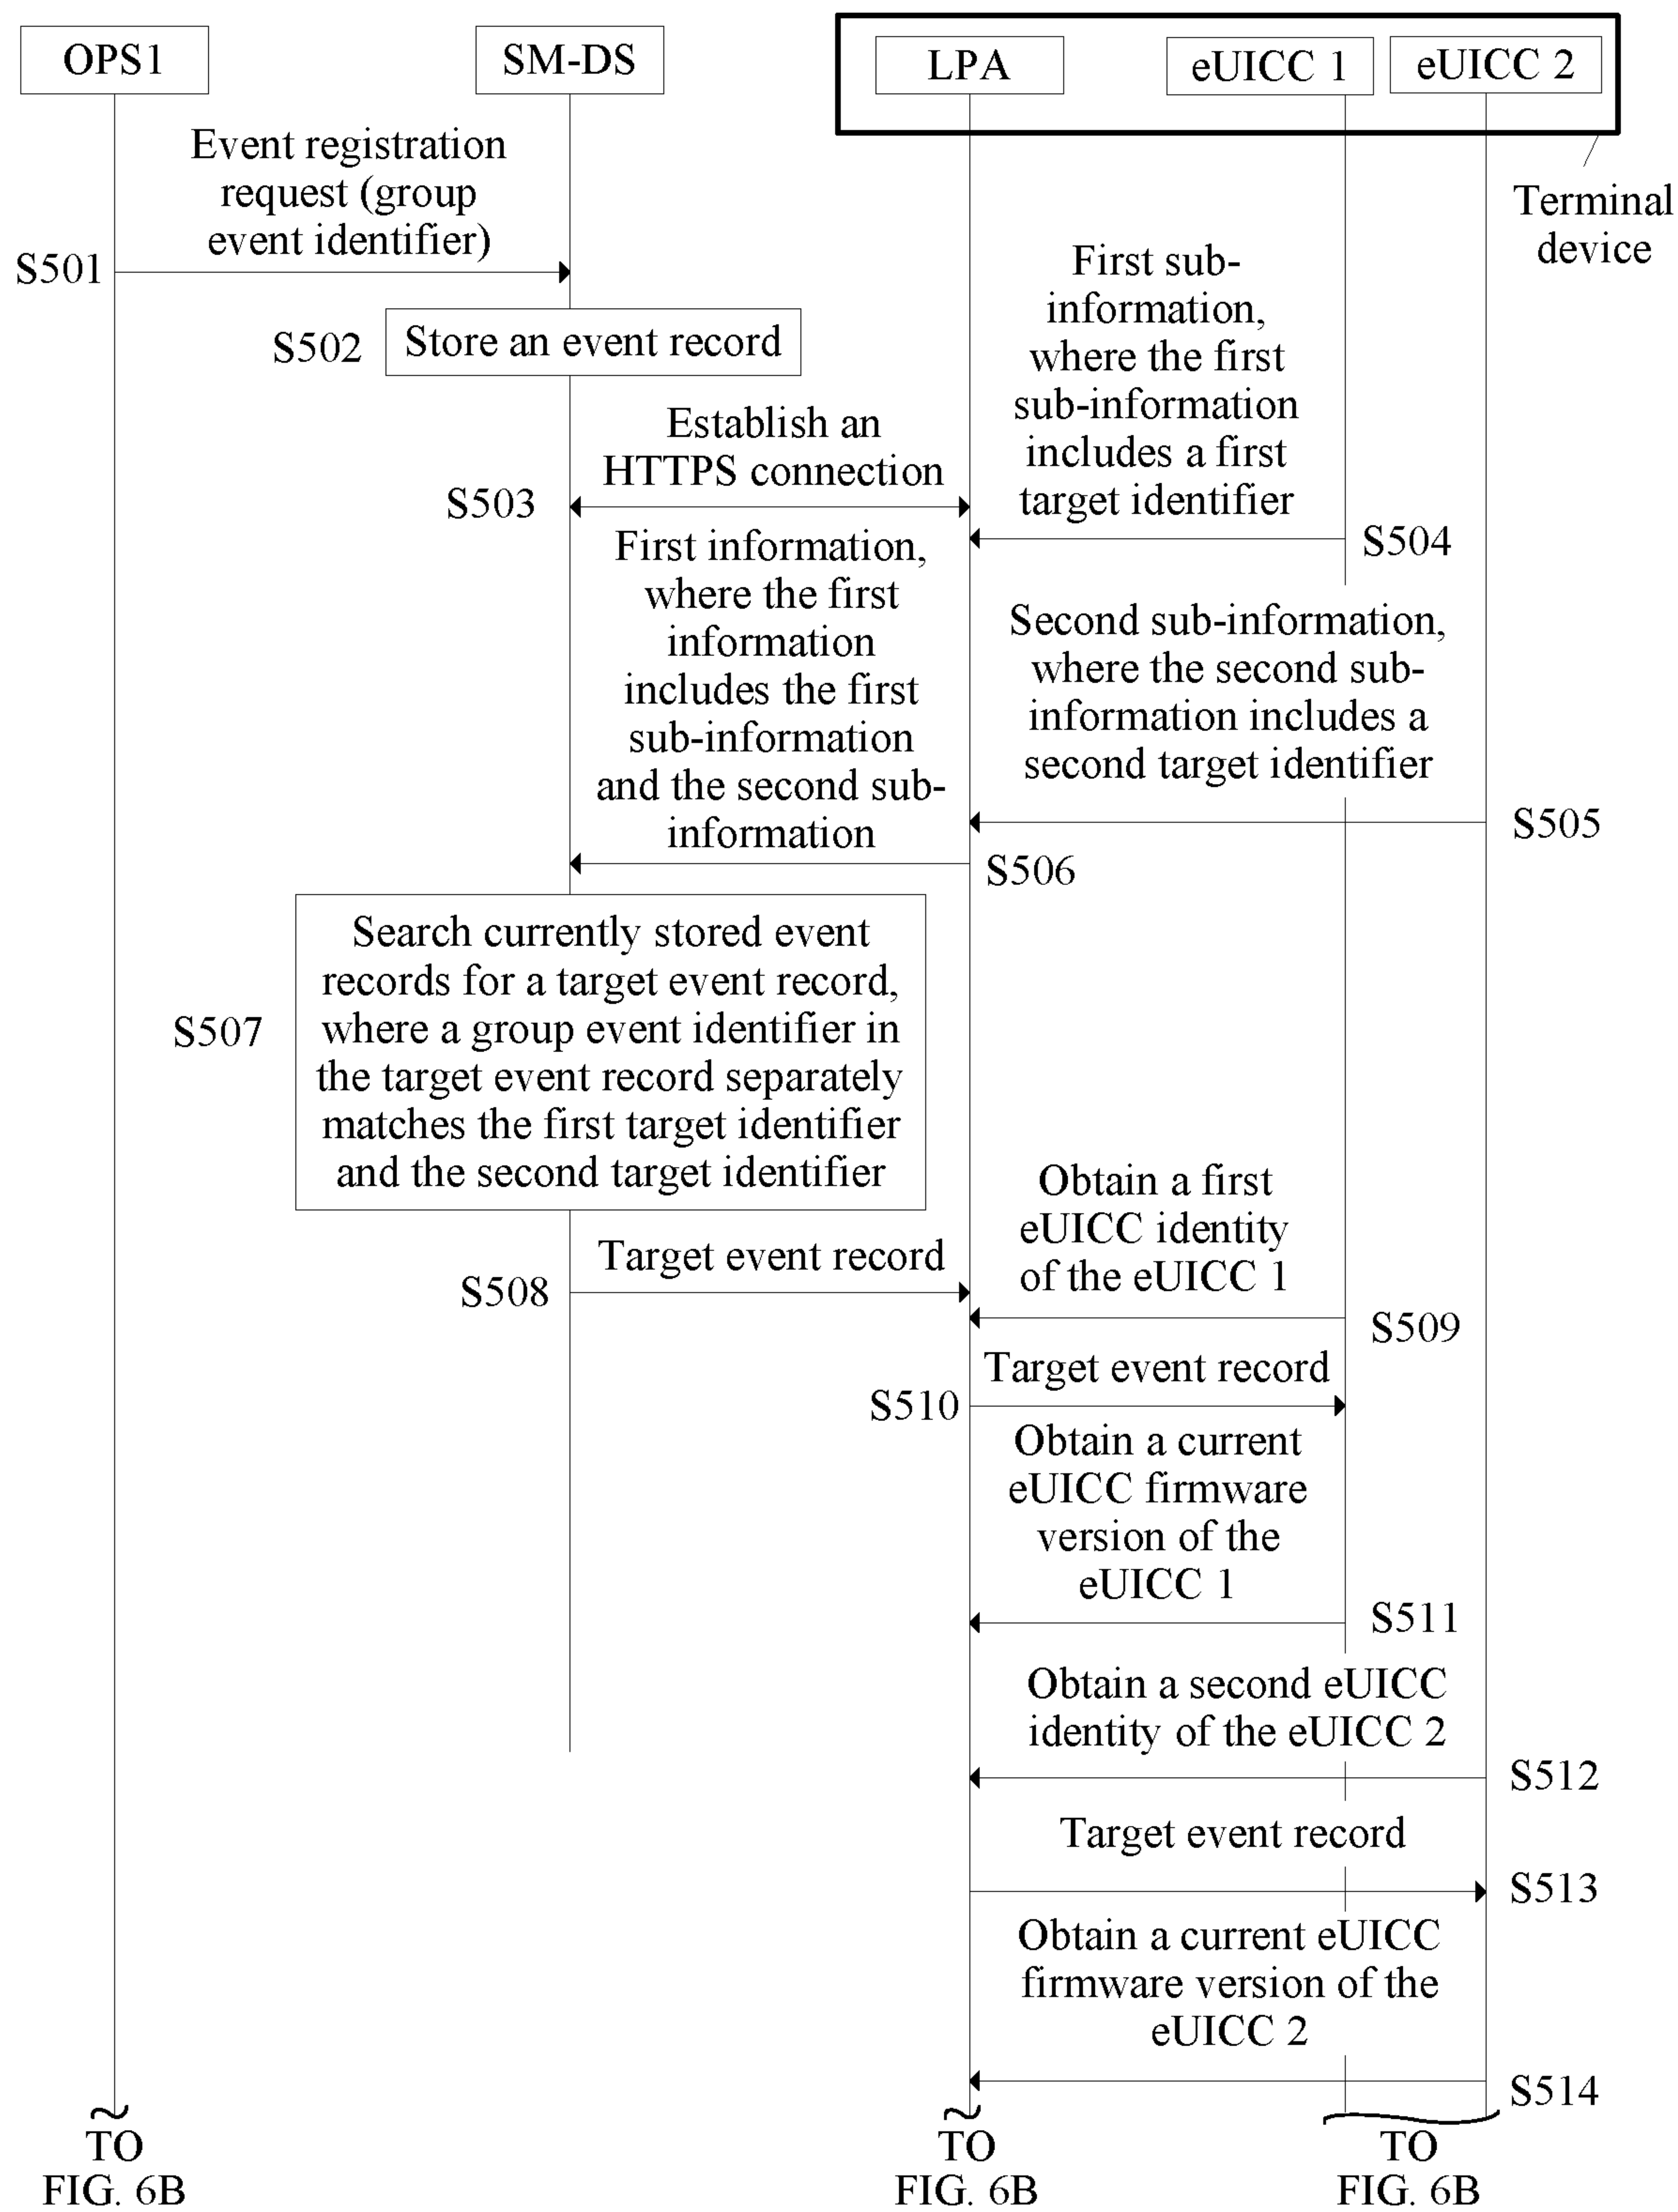 OPS1
SM-DS
LPA
eUICC 1
eUICC 2
Terminal
device
Event registration
request (group
event identifier)
S501
S502
Store an event record
Establish an
HTTPS connection
S503
First sub-
information,
where the first
sub-information
includes a first
target identifier
S504
First information,
where the first
information
includes the first
sub-information
and the second sub-
information
Second sub-information,
where the second sub-
information includes a
second target identifier
S505
S506
Search currently stored event
records for a target event record,
where a group event identifier in
the target event record separately
matches the first target identifier
and the second target identifier
S507
Target event record
S508
Obtain a first
eUICC identity
of the eUICC 1
S509
Target event record
S510
Obtain a current
eUICC firmware
version of the
eUICC 1
S511
Obtain a second eUICC
identity of the eUICC 2
S512
Target event record
S513
Obtain a current eUICC
firmware version of the
eUICC 2
S514
TO
FIG. 6B
TO
FIG. 6B
TO
FIG. 6B